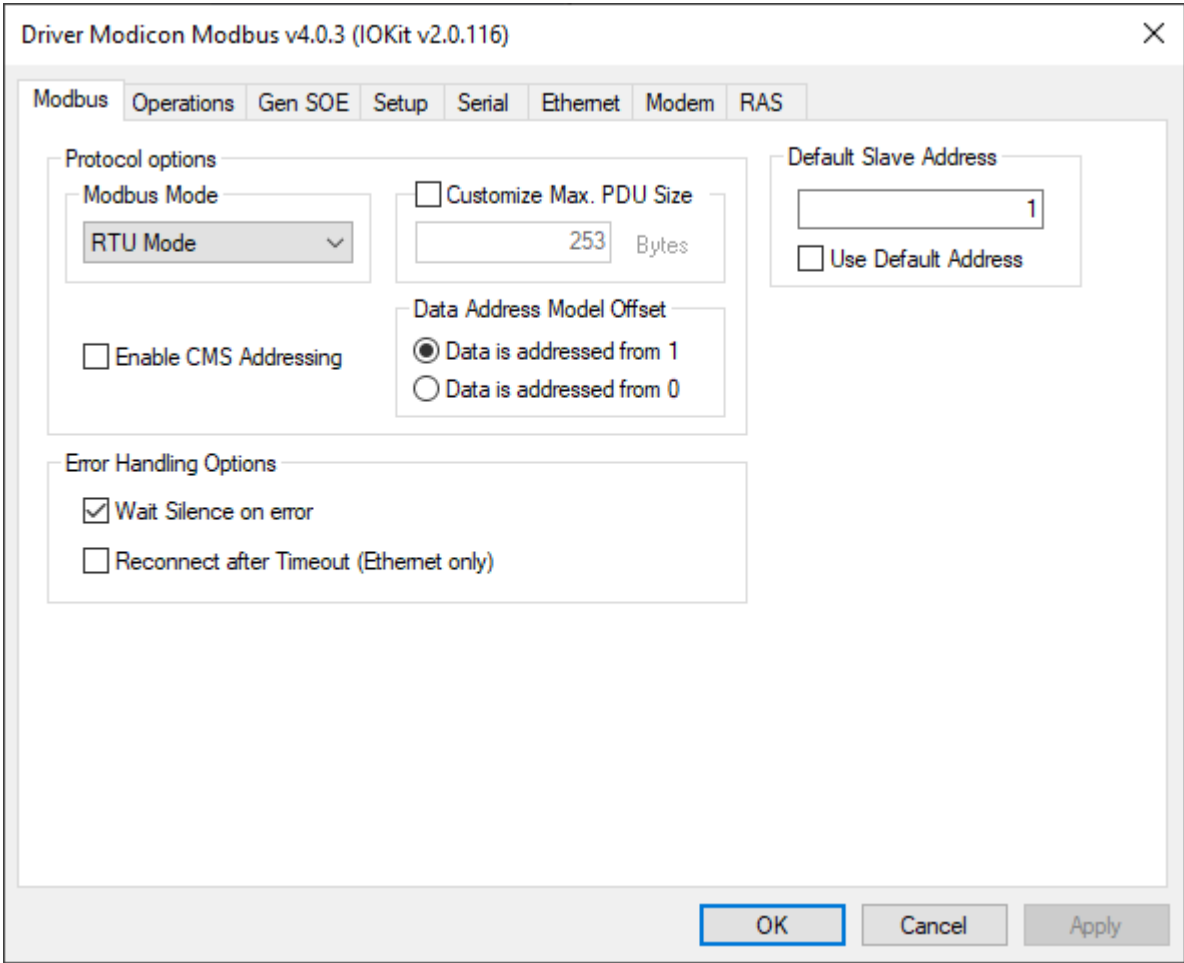 Driver Modicon Modbus v4.0.3 (IOKit v2.0.116)
Modbus Operations Gen SOE Setup Serial Ethernet Modem RAS
Protocol options
Modbus Mode
RTU Mode
Customize Max. PDU Size
253 Bytes
Enable CMS Addressing
Data Address Model Offset
Data is addressed from 1
Data is addressed from 0
Default Slave Address
1
Use Default Address
Error Handling Options
Wait Silence on error
Reconnect after Timeout (Ethernet only)
OK Cancel Apply